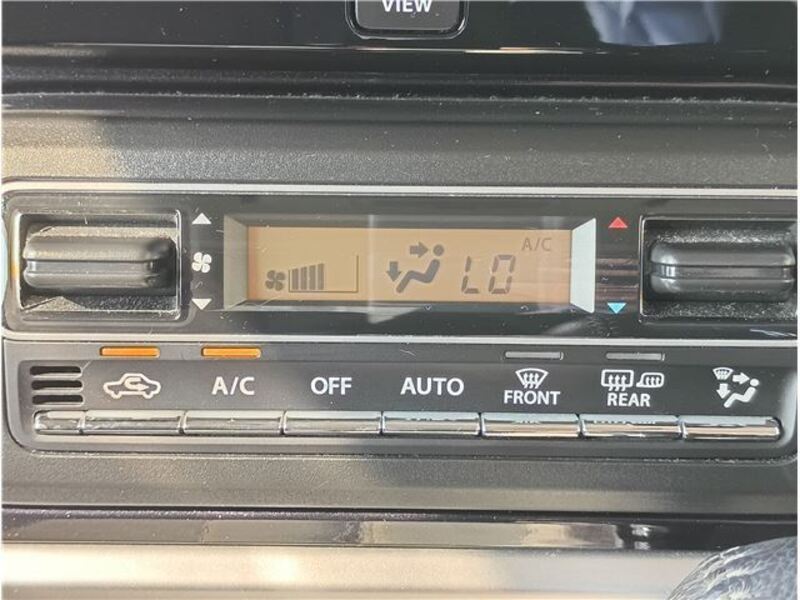 VIEW
A/C
LO
A/C OFF AUTO FRONT REAR